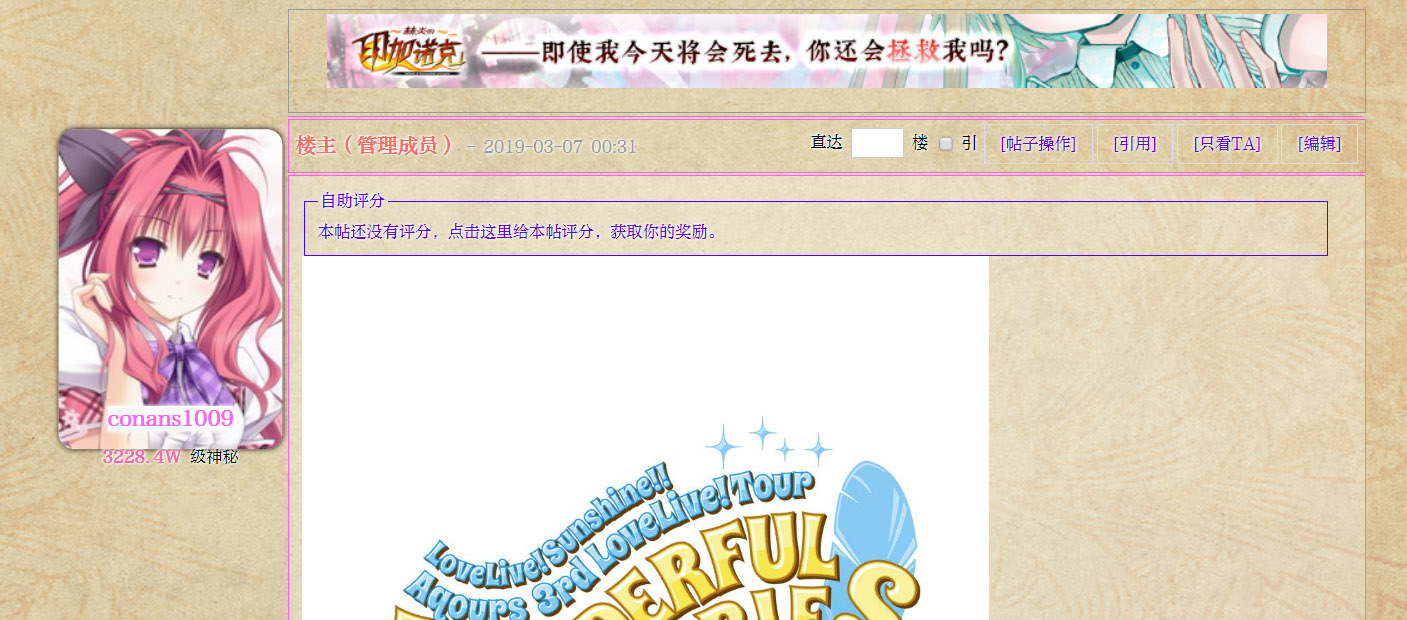 赫炎的
印加诺克
——即使我今天将会死去，你还会拯救我吗？
楼主（管理成员） - 2019-03-07 00:31
直达 楼 引 [帖子操作] [引用] [只看TA] [编辑]
自助评分
本帖还没有评分，点击这里给本帖评分，获取你的奖励。
conans1009
3228.4W 级神秘
LoveLive!Sunshine!!
Aqours 3rd LoveLive! Tour